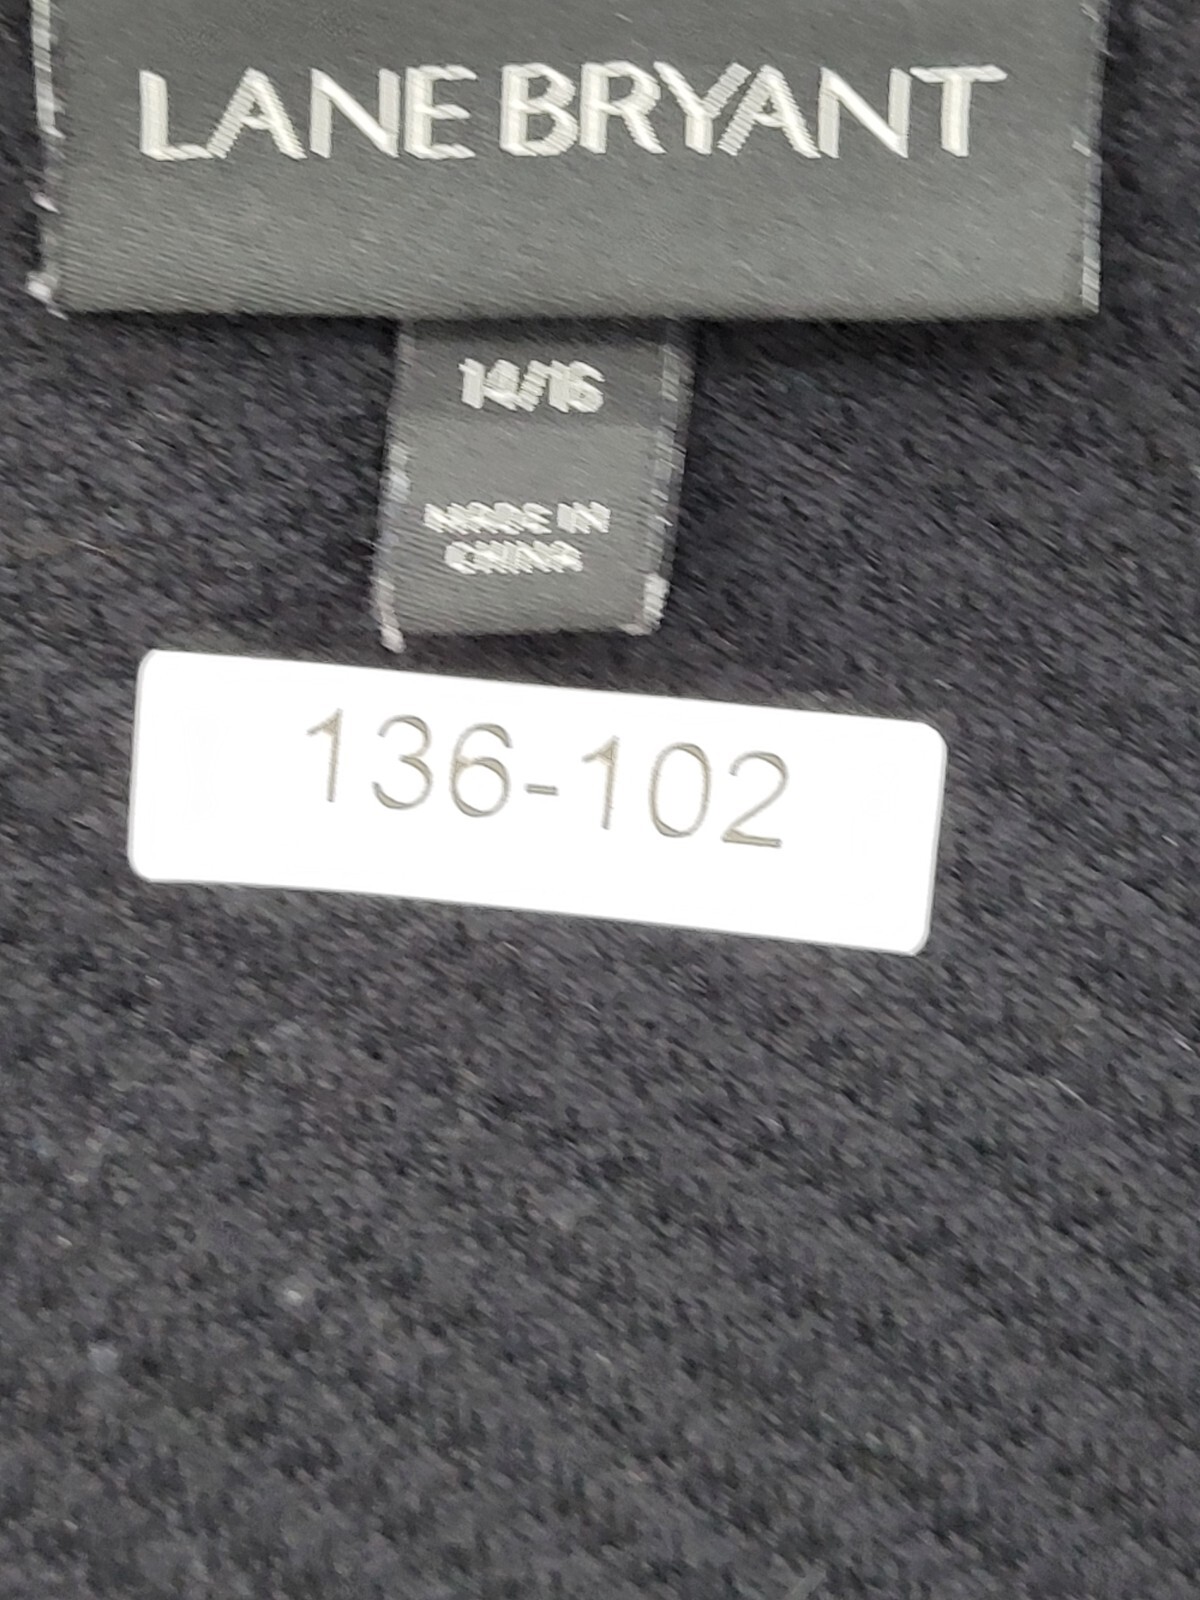 LANE BRYANT
14/16
MADE IN
CHINA
136-102